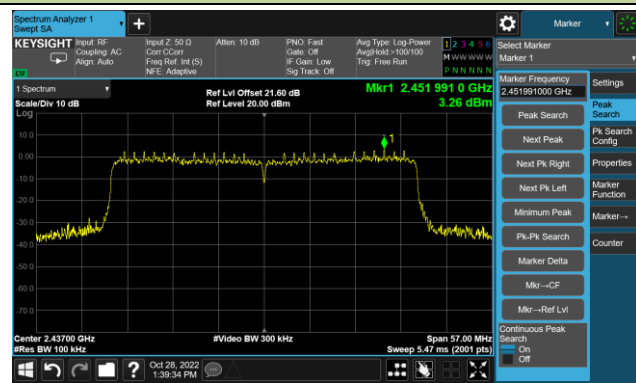 Spectrum Analyzer 1
Swept SA
+
Marker
KEYSIGHT
Input: RF
Coupling: AC
Align: Auto
Input Z: 50 Ω
Corr CCorr
Freq Ref: Int (S)
NFE: Adaptive
Atten: 10 dB
PNO: Fast
Gate: Off
IF Gain: Low
Sig Track: Off
Avg Type: Log-Power
Avg|Hold:>100/100
Trig: Free Run
1 2 3 4 5 6
M W W W W W
P N N N N N
LW
Select Marker
Marker 1
1 Spectrum
Scale/Div 10 dB
Log
Ref Lvl Offset 21.60 dB
Ref Level 20.00 dBm
Mkr1 2.451 991 0 GHz
3.26 dBm
10.0
0.00
-10.0
-20.0
-30.0
-40.0
-50.0
-60.0
-70.0
1
Center 2.43700 GHz
#Res BW 100 kHz
#Video BW 300 kHz
Span 57.00 MHz
Sweep 5.47 ms (2001 pts)
Marker Frequency
2.451991000 GHz
Peak Search
Next Peak
Next Pk Right
Next Pk Left
Minimum Peak
Pk-Pk Search
Marker Delta
Mkr→CF
Mkr→Ref Lvl
Continuous Peak
Search
On
Off
Settings
Peak
Search
Pk Search
Config
Properties
Marker
Function
Marker→
Counter
?
Oct 28, 2022
1:39:34 PM